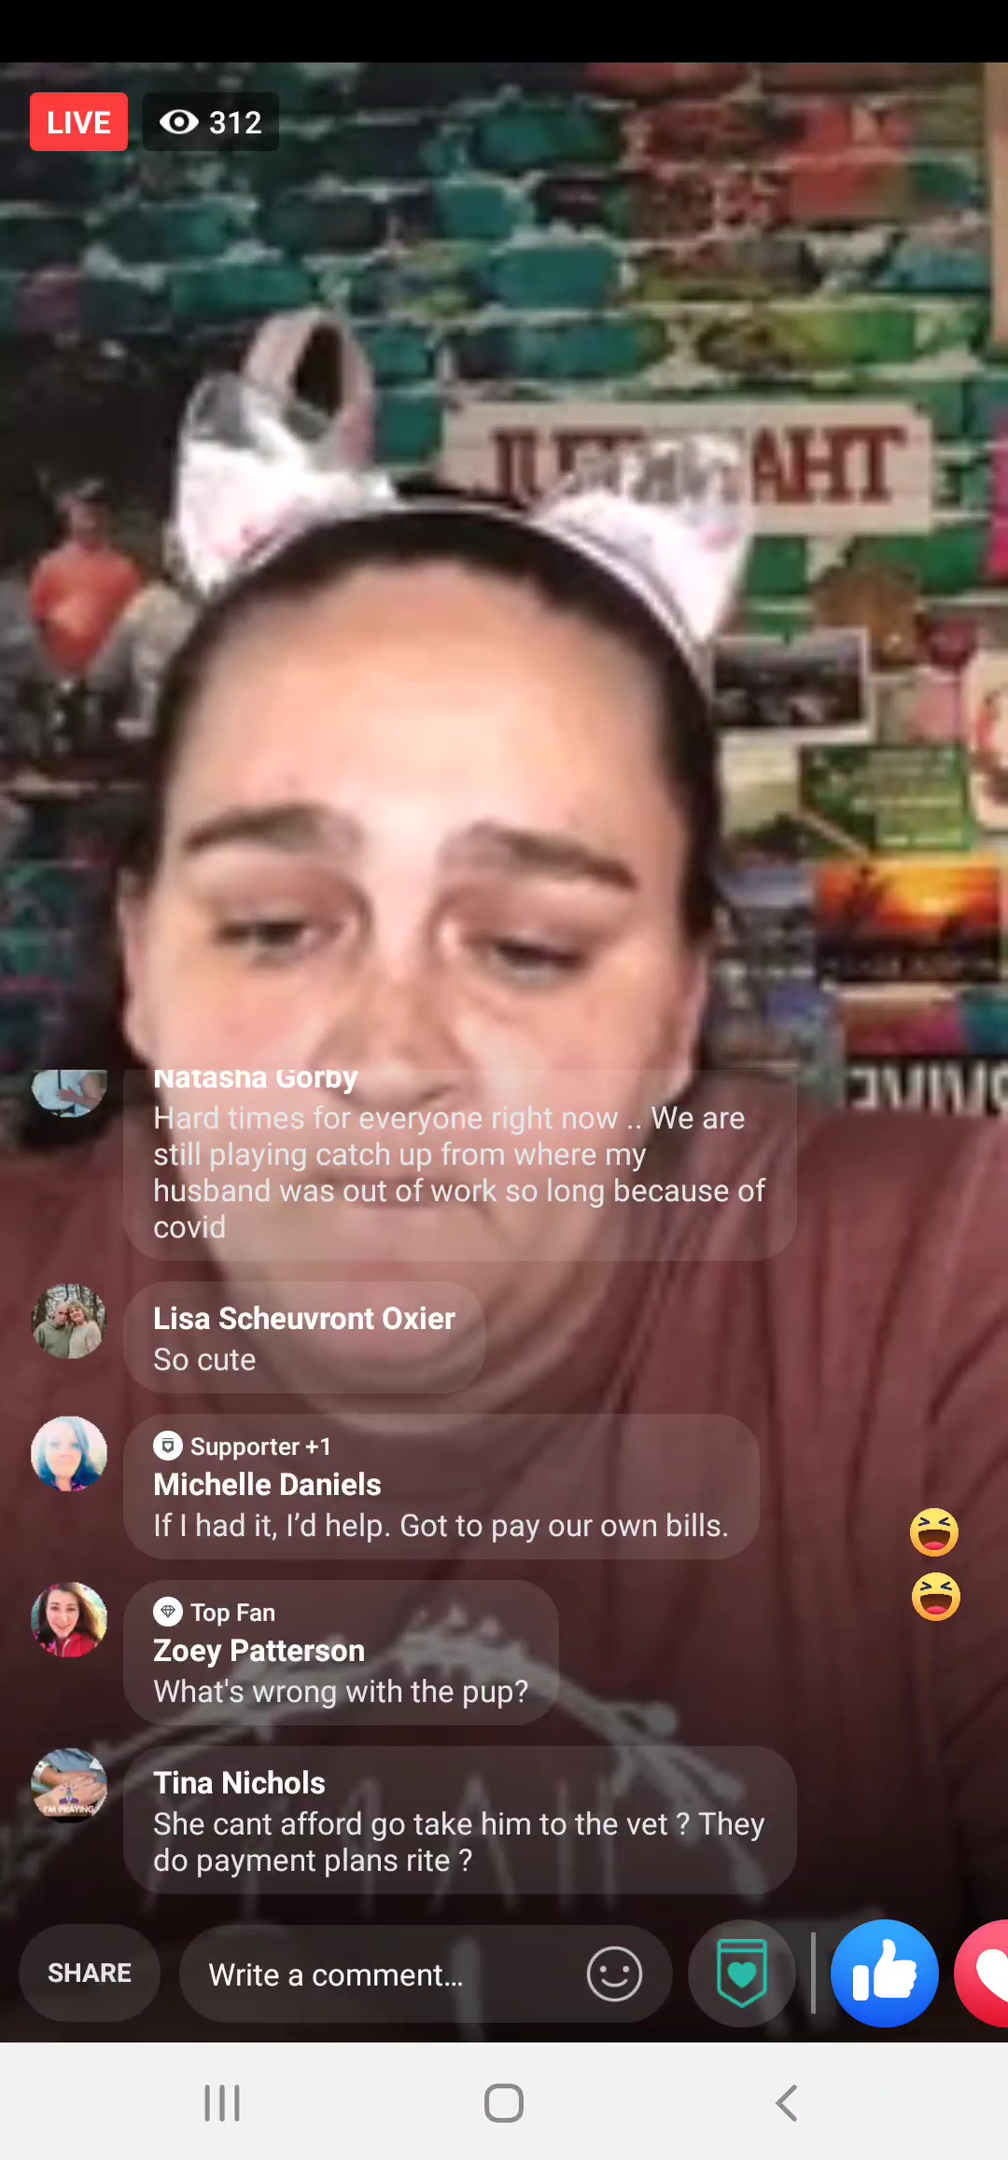 LIVE 312
THA
Natasha Gorby
Hard times for everyone right now .. We are
still playing catch up from where my
husband was out of work so long because of
covid
Lisa Scheuvront Oxier
So cute
Supporter +1
Michelle Daniels
If I had it, I’d help. Got to pay our own bills.
Top Fan
Zoey Patterson
What's wrong with the pup?
I'M PRAYING
Tina Nichols
She cant afford go take him to the vet ? They
do payment plans rite ?
SHARE
Write a comment...